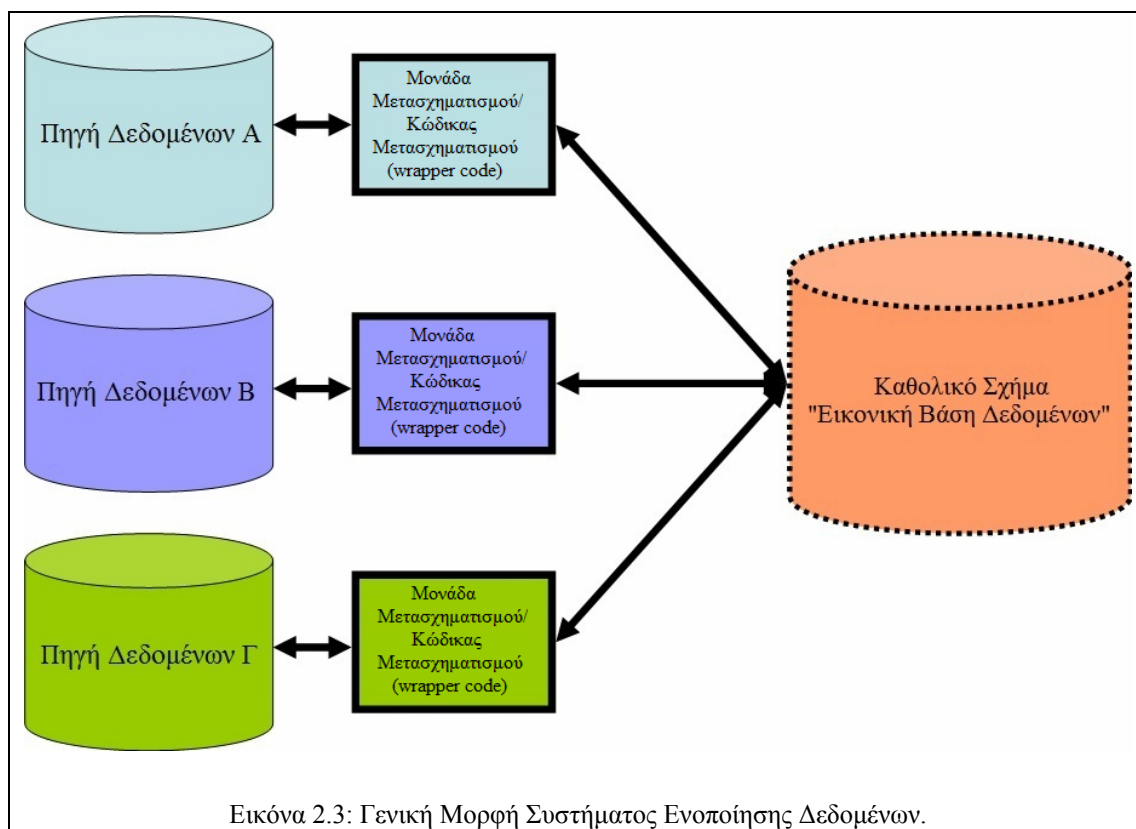 Πηγή Δεδομένων Α
Μονάδα
Μετασχηματισμού/
Κώδικας
Μετασχηματισμού
(wrapper code)
Πηγή Δεδομένων Β
Μονάδα
Μετασχηματισμού/
Κώδικας
Μετασχηματισμού
(wrapper code)
Καθολικό Σχήμα
"Εικονική Βάση Δεδομένων"
Πηγή Δεδομένων Γ
Μονάδα
Μετασχηματισμού/
Κώδικας
Μετασχηματισμού
(wrapper code)
Εικόνα 2.3: Γενική Μορφή Συστήματος Ενοποίησης Δεδομένων.